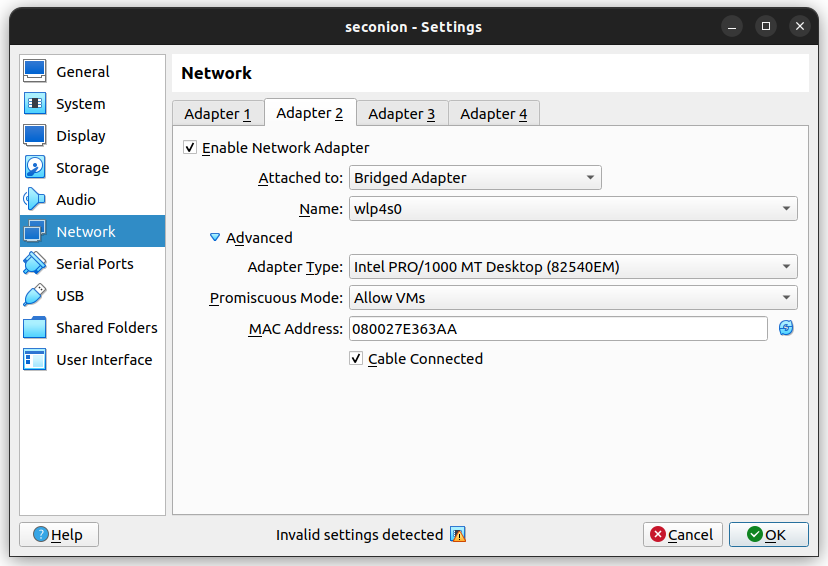 seconion - Settings
General
System
Display
Storage
Audio
Network
Serial Ports
USB
Shared Folders
User Interface
Network
Adapter 1 Adapter 2 Adapter 3 Adapter 4
Enable Network Adapter
Attached to: Bridged Adapter
Name: wlp4s0
Advanced
Adapter Type: Intel PRO/1000 MT Desktop (82540EM)
Promiscuous Mode: Allow VMs
MAC Address: 080027E363AA
Cable Connected
Help Invalid settings detected Cancel OK